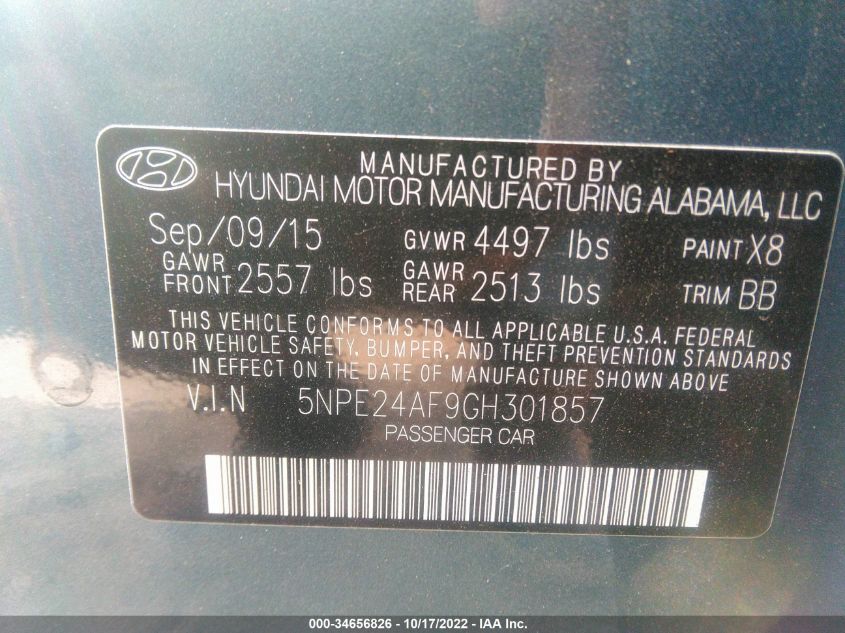 MANUFACTURED BY
HYUNDAI MOTOR MANUFACTURING ALABAMA, LLC
Sep/09/15 GVWR 4497 lbs PAINT X8
GAWR FRONT 2557 lbs GAWR REAR 2513 lbs TRIM BB
THIS VEHICLE CONFORMS TO ALL APPLICABLE U.S.A. FEDERAL
MOTOR VEHICLE SAFETY, BUMPER, AND THEFT PREVENTION STANDARDS
IN EFFECT ON THE DATE OF MANUFACTURE SHOWN ABOVE
V.I.N 5NPE24AF9GH301857
PASSENGER CAR
000-34656826 - 10/17/2022 - IAA Inc.